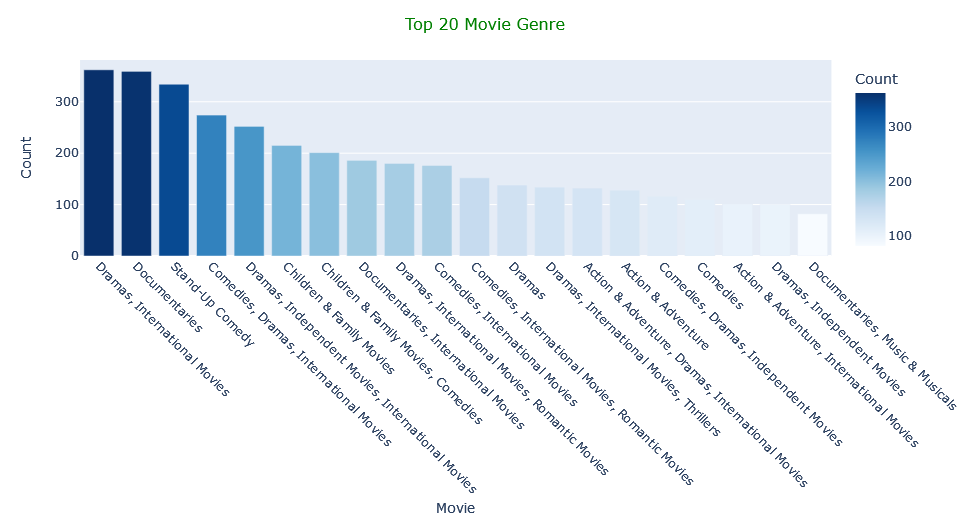 Top 20 Movie Genre
Count
300
200
100
0
Dramas, International Movies
Documentaries
Stand-Up Comedy
Comedies, Dramas, International Movies
Dramas, Independent Movies, International Movies
Children & Family Movies
Children & Family Movies, Comedies
Documentaries, International Movies
Dramas, International Movies, Romantic Movies
Comedies, International Movies
Comedies, International Movies, Romantic Movies
Dramas
Dramas, International Movies, Thrillers
Action & Adventure, Dramas, International Movies
Action & Adventure
Comedies, Dramas, Independent Movies
Comedies
Action & Adventure, International Movies
Dramas, Independent Movies
Documentaries, Music & Musicals
Movie
Count
300
200
100